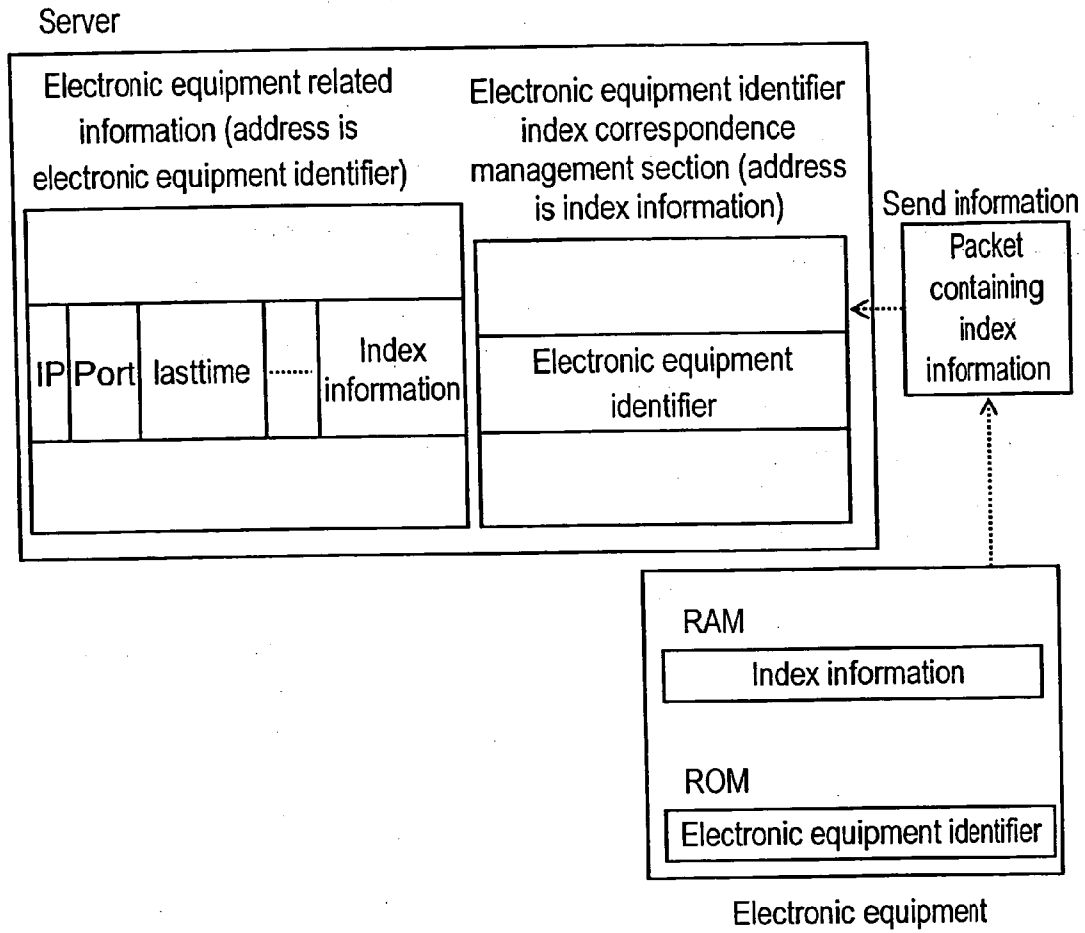 Server
Electronic equipment related
information (address is
electronic equipment identifier)
Electronic equipment identifier
index correspondence
management section (address
is index information)
IP
Port
lasttime
........
Index
information
Electronic equipment
identifier
Send information
Packet
containing
index
information
RAM
Index information
ROM
Electronic equipment identifier
Electronic equipment